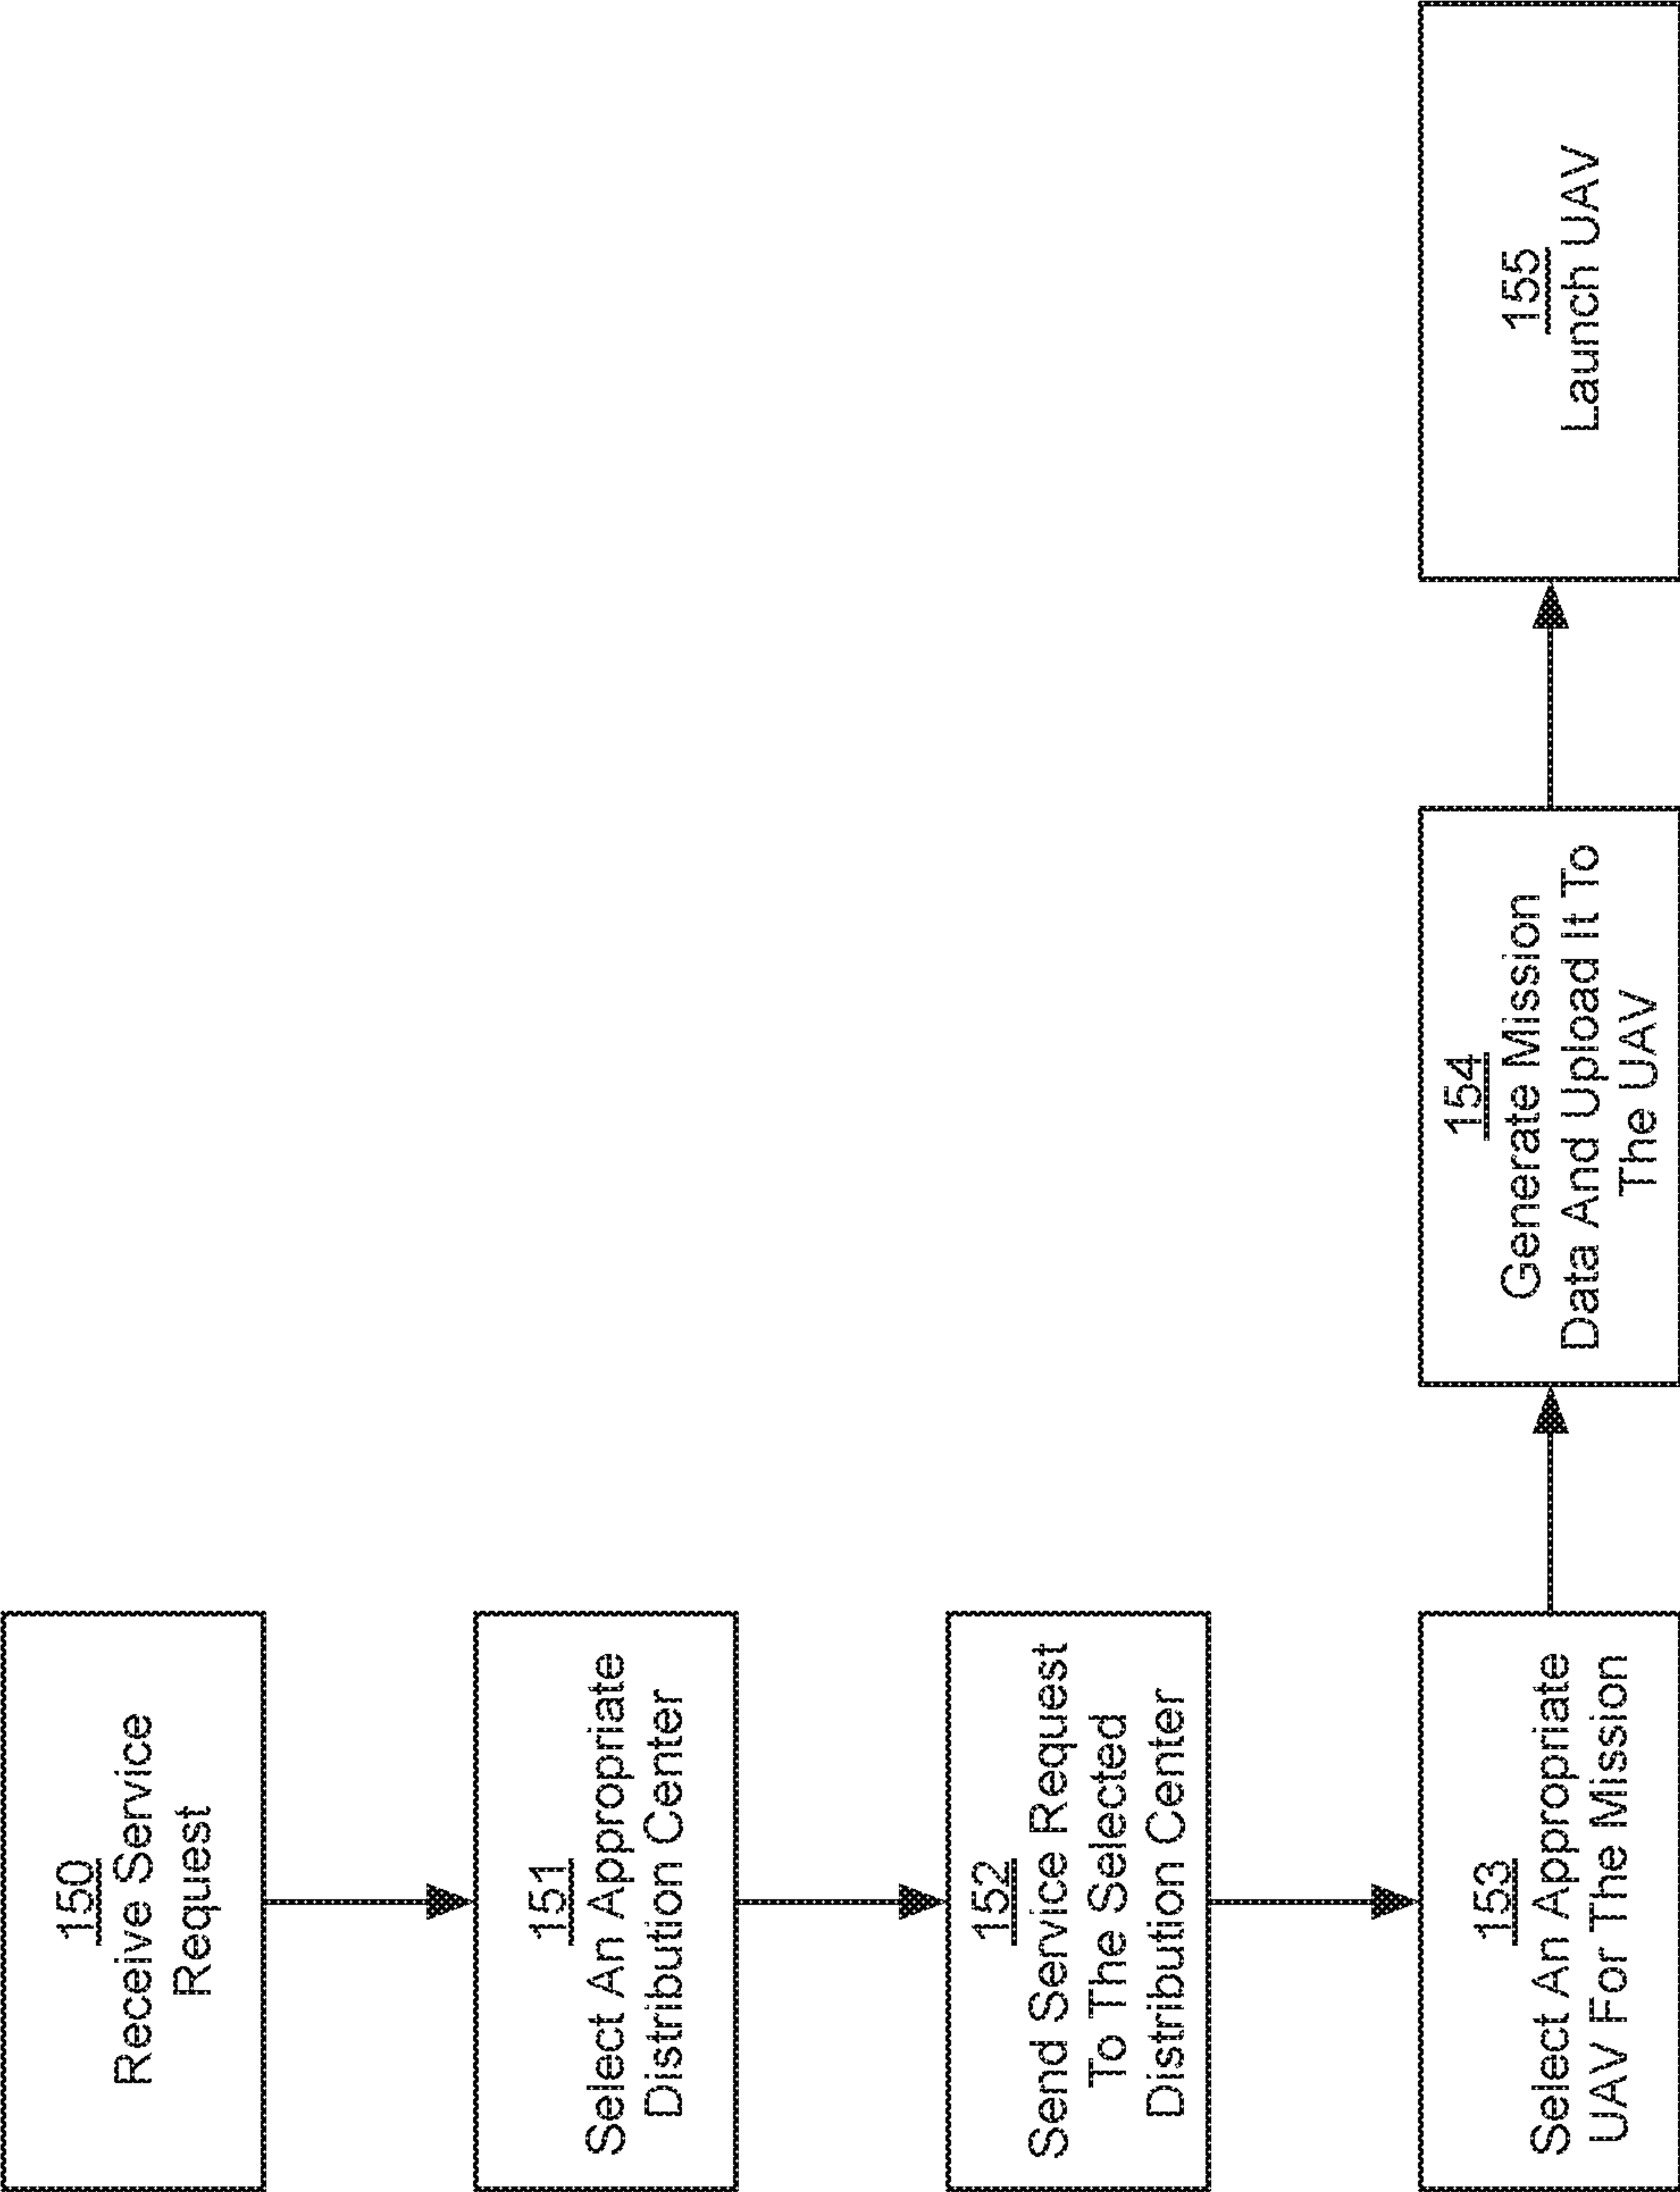 150
Receive Service
Request
151
Select An Appropriate
Distribution Center
152
Send Service Request
To The Selected
Distribution Center
153
Select An Appropriate
UAV For The Mission
154
Generate Mission
Data And Upload It To
The UAV
155
Launch UAV